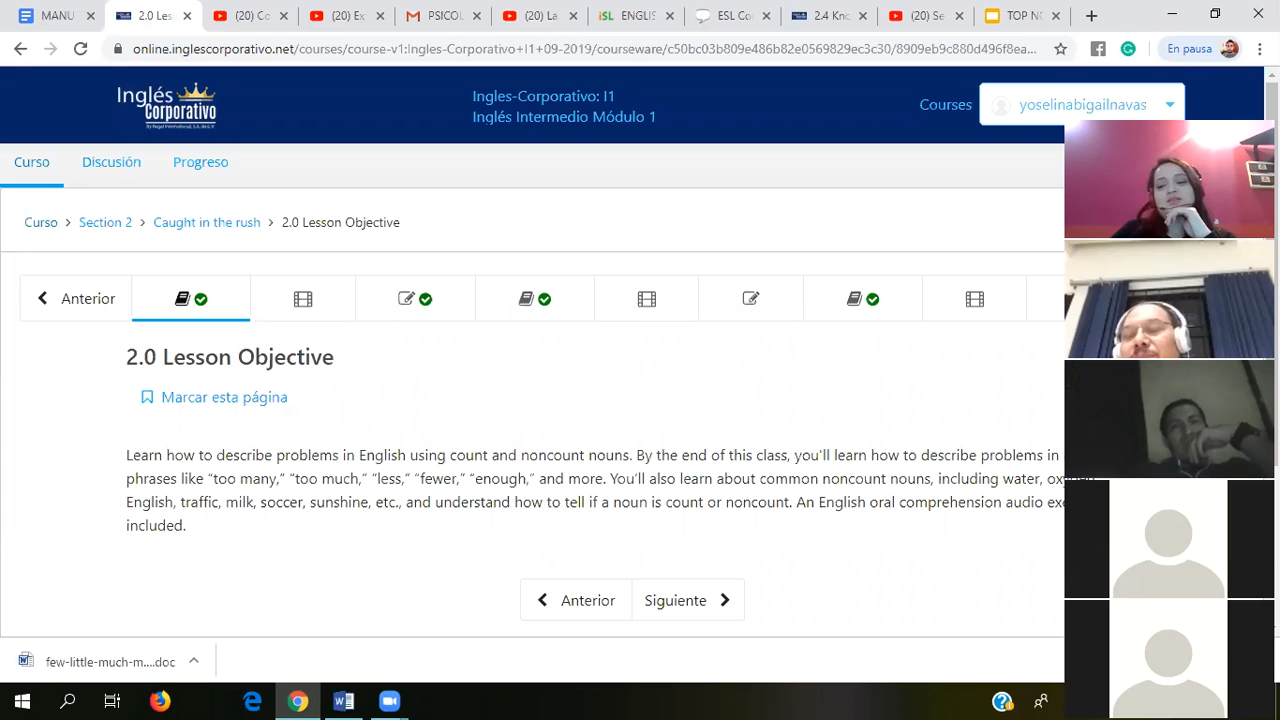 MANU
2.0 Les
(20) Co
(20) Ex
PSICOL
(20) La
ENGLIS
ESL Co
2.4 Kno
(20) Se
TOP NO
online.inglescorporativo.net/courses/course-v1:Ingles-Corporativo+I1+09-2019/courseware/c50bc03b809e486b82e0569829ec3c30/8909eb9c880d496f8ea...
En pausa
Inglés
Corporativo
Ingles-Corporativo: I1
Inglés Intermedio Módulo 1
Courses
yoselinabigailnavas
Curso
Discusión
Progreso
Curso > Section 2 > Caught in the rush > 2.0 Lesson Objective
Anterior
2.0 Lesson Objective
Marcar esta página
Learn how to describe problems in English using count and noncount nouns. By the end of this class, you’ll learn how to describe problems in
phrases like “too many,” “too much,” “less,” “fewer,” “enough,” and more. You’ll also learn about common noncount nouns, including water, ox
English, traffic, milk, soccer, sunshine, etc., and understand how to tell if a noun is count or noncount. An English oral comprehension audio ex
included.
Anterior
Siguiente
few-little-much-m....doc